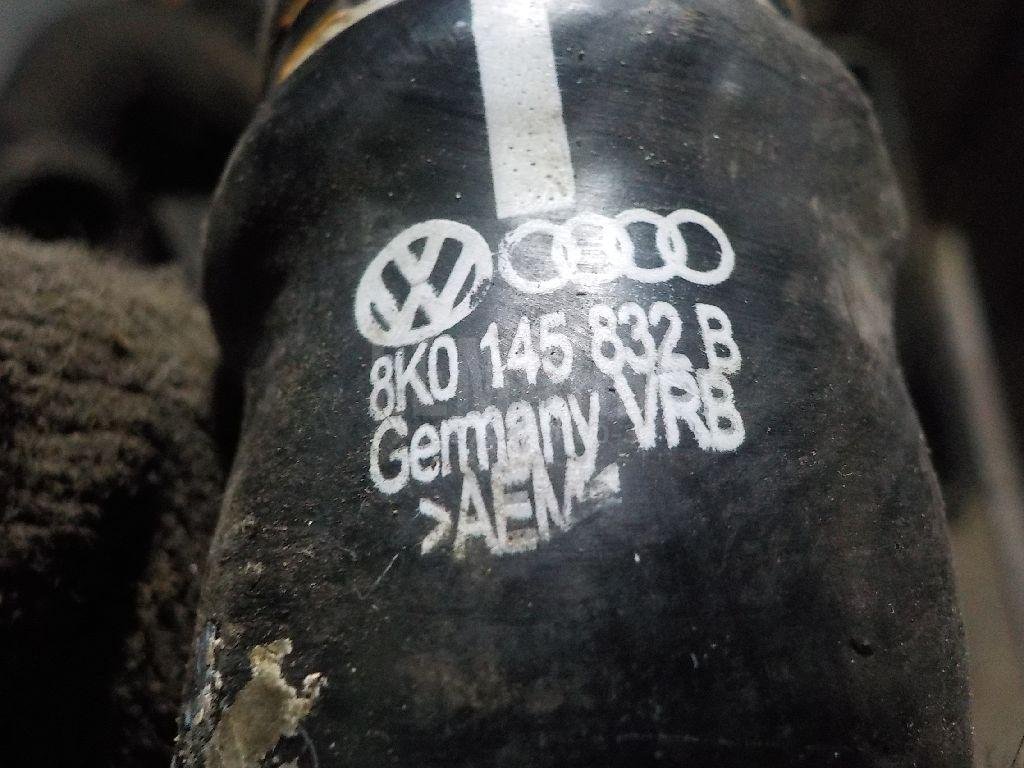 8K0 145 832 B
Germany VRB
>AEM<